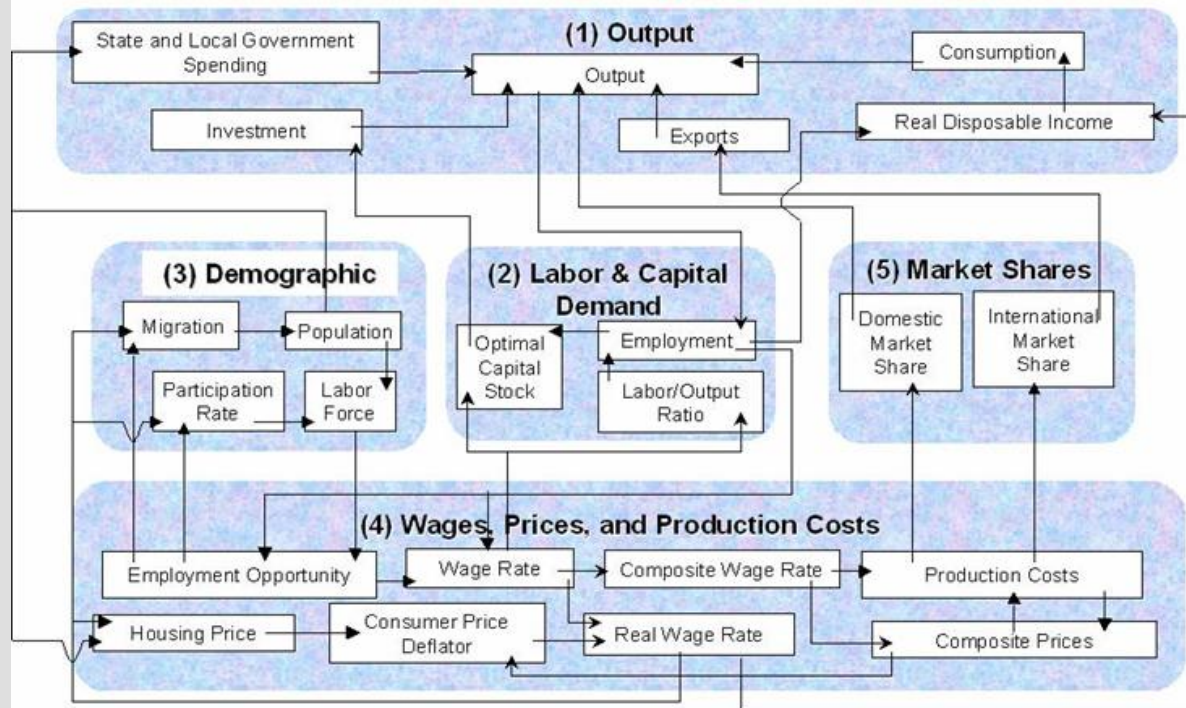 (1) Output
State and Local Government
Spending
Output
Consumption
Investment
Exports
Real Disposable Income
(3) Demographic
Migration
Population
Participation
Rate
Labor
Force
(2) Labor & Capital
Demand
Optimal
Capital
Stock
Employment
Labor/Output
Ratio
(5) Market Shares
Domestic
Market
Share
International
Market
Share
(4) Wages, Prices, and Production Costs
Employment Opportunity
Wage Rate
Composite Wage Rate
Production Costs
Housing Price
Consumer Price
Deflator
Real Wage Rate
Composite Prices